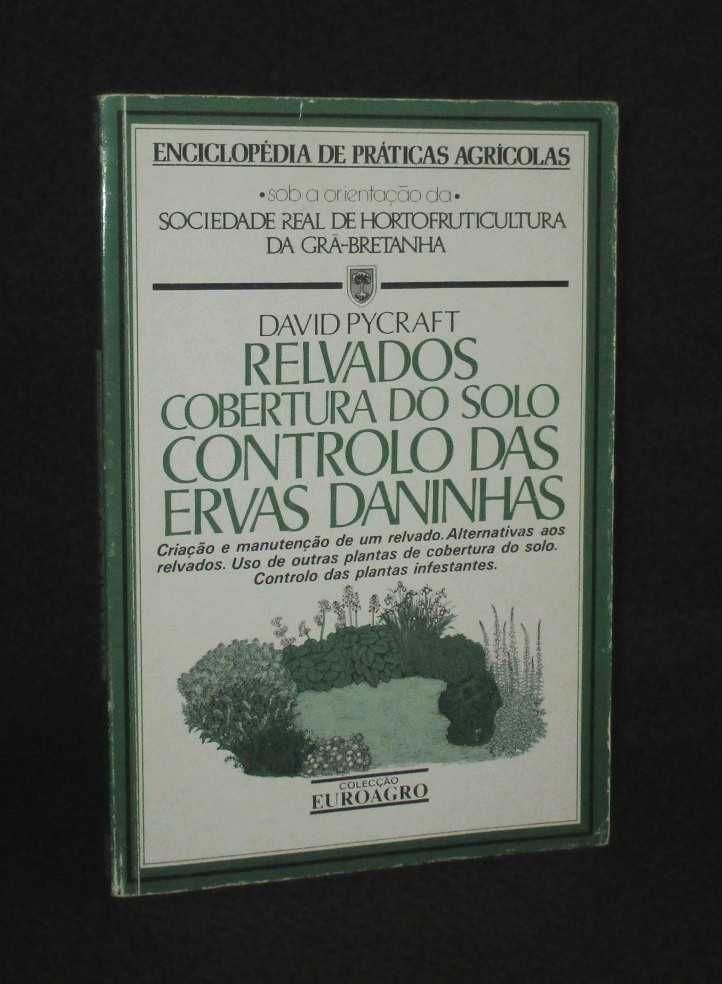 ENCICLOPÉDIA DE PRÁTICAS AGRÍCOLAS
•sob a orientação da•
SOCIEDADE REAL DE HORTOFRUTICULTURA
DA GRÃ-BRETANHA
DAVID PYCRAFT
RELVADOS
COBERTURA DO SOLO
CONTROLO DAS
ERVAS DANINHAS
Criação e manutenção de um relvado. Alternativas aos
relvados. Uso de outras plantas de cobertura do solo.
Controlo das plantas infestantes.
COLECÇÃO
EUROAGRO